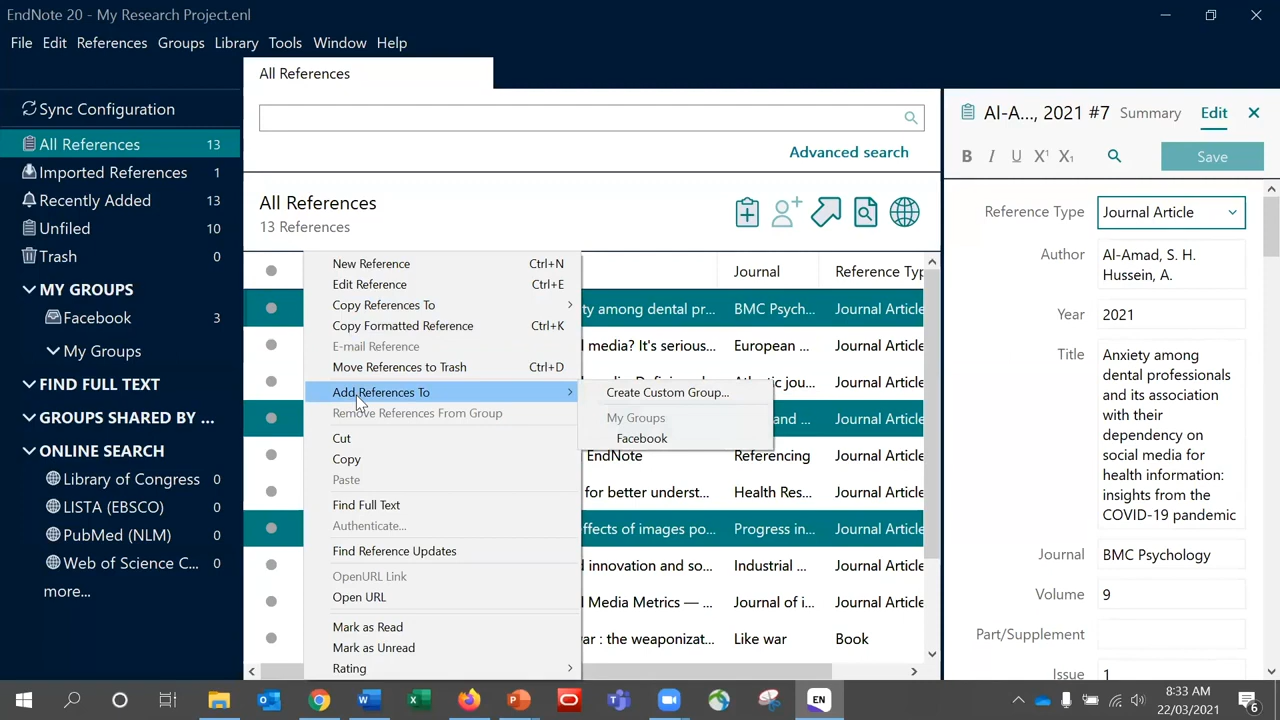 EndNote 20 - My Research Project.enl
File Edit References Groups Library Tools Window Help
All References
Sync Configuration
All References 13
Imported References 1
Recently Added 13
Unfiled 10
Trash 0
MY GROUPS
Facebook 3
My Groups
FIND FULL TEXT
GROUPS SHARED BY ...
ONLINE SEARCH
Library of Congress 0
LISTA (EBSCO) 0
PubMed (NLM) 0
Web of Science C... 0
more...
Advanced search
All References
13 References
Journal Reference
ty among dental pr... BMC Psych... Journal Article
media? It's serious... European ... Journal Article
Journal Article
and ... Journal Article
EndNote Referencing Journal Article
for better underst... Health Res... Journal Article
effects of images po... Progress in... Journal Article
innovation and so... Industrial ... Journal Article
Media Metrics — ... Journal of i... Journal Article
war : the weaponizat... Like war Book
New Reference Ctrl+N
Edit Reference Ctrl+E
Copy References To
Copy Formatted Reference Ctrl+K
E-mail Reference
Move References to Trash Ctrl+D
Add References To
Remove References From Group
Cut
Copy
Paste
Find Full Text
Authenticate...
Find Reference Updates
OpenURL Link
Open URL
Mark as Read
Mark as Unread
Rating
Create Custom Group...
My Groups
Facebook
Al-A..., 2021 #7 Summary Edit
B I U X¹ X₁ Save
Reference Type Journal Article
Author Al-Amad, S. H.
Hussein, A.
Year 2021
Title Anxiety among
dental professionals
and its association
with their
dependency on
social media for
health information:
insights from the
COVID-19 pandemic
Journal BMC Psychology
Volume 9
Part/Supplement
Issue 1
EN
8:33 AM
22/03/2021
6